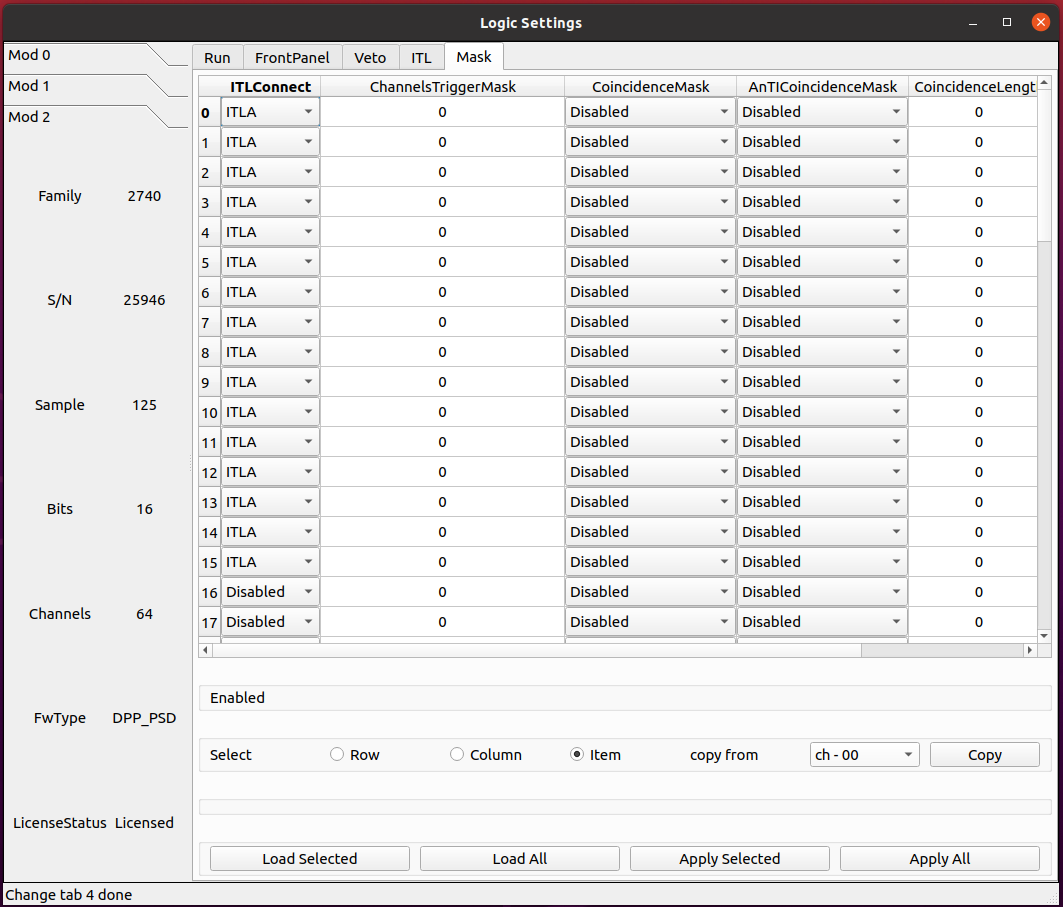 Logic Settings
Mod 0
Mod 1
Mod 2
Family 2740
S/N 25946
Sample 125
Bits 16
Channels 64
FwType DPP_PSD
LicenseStatus Licensed
Run FrontPanel Veto ITL Mask
ITLConnect ChannelsTriggerMask CoincidenceMask AnTICoincidenceMask CoincidenceLengt
0 ITLA 0 Disabled Disabled 0
1 ITLA 0 Disabled Disabled 0
2 ITLA 0 Disabled Disabled 0
3 ITLA 0 Disabled Disabled 0
4 ITLA 0 Disabled Disabled 0
5 ITLA 0 Disabled Disabled 0
6 ITLA 0 Disabled Disabled 0
7 ITLA 0 Disabled Disabled 0
8 ITLA 0 Disabled Disabled 0
9 ITLA 0 Disabled Disabled 0
10 ITLA 0 Disabled Disabled 0
11 ITLA 0 Disabled Disabled 0
12 ITLA 0 Disabled Disabled 0
13 ITLA 0 Disabled Disabled 0
14 ITLA 0 Disabled Disabled 0
15 ITLA 0 Disabled Disabled 0
16 Disabled 0 Disabled Disabled 0
17 Disabled 0 Disabled Disabled 0
Enabled
Select Row Column Item copy from ch - 00 Copy
Load Selected Load All Apply Selected Apply All
Change tab 4 done